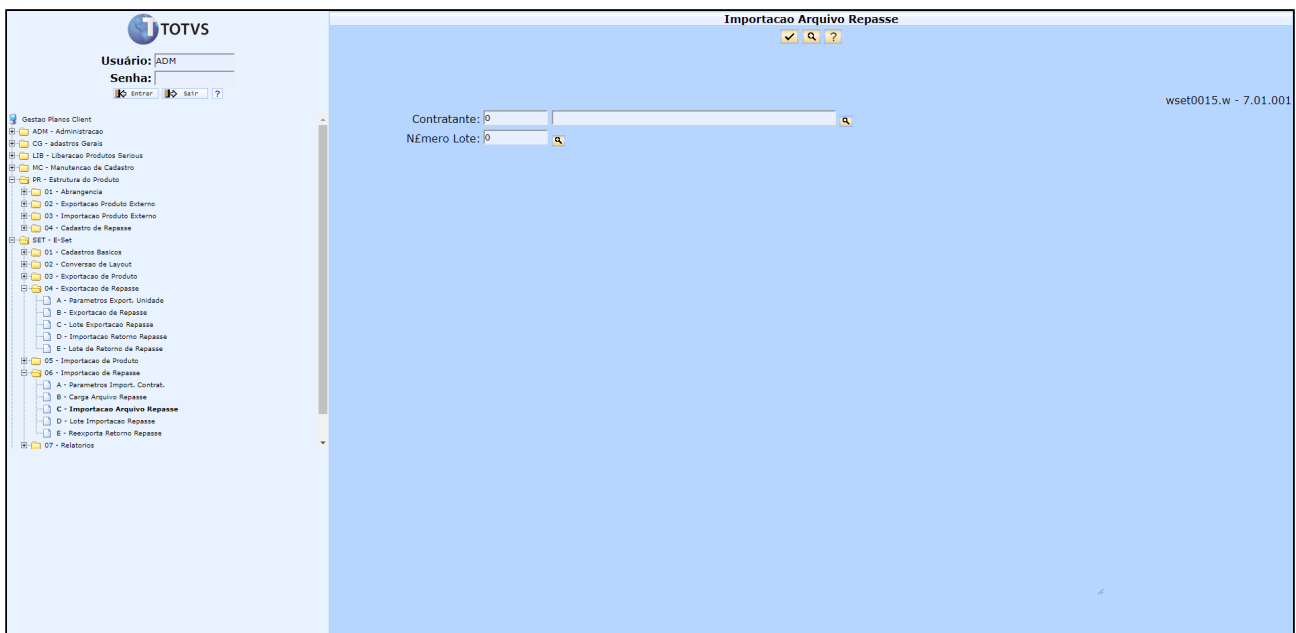 TOTVS
Usuário: ADM
Senha:
Entrar Sair ?
Gestao Planos Client
ADM - Administracao
CG - adastros Gerais
LIB - Liberacao Produtos Serious
MC - Manutencao de Cadastro
PR - Estrutura do Produto
01 - Abrangencia
02 - Exportacao Produto Externo
03 - Importacao Produto Externo
04 - Cadastro de Repasse
SET - E-Set
01 - Cadastros Basicos
02 - Conversao de Layout
03 - Exportacao de Produto
04 - Exportacao de Repasse
A - Parametros Export. Unidade
B - Exportacao de Repasse
C - Lote Exportacao Repasse
D - Importacao Retorno Repasse
E - Lote de Retorno de Repasse
05 - Importacao de Produto
06 - Importacao de Repasse
A - Parametros Import. Contrat.
B - Carga Arquivo Repasse
C - Importacao Arquivo Repasse
D - Lote Importacao Repasse
E - Reexporta Retorno Repasse
07 - Relatorios
Importacao Arquivo Repasse
?
wset0015.w - 7.01.001
Contratante: 0
N£mero Lote: 0